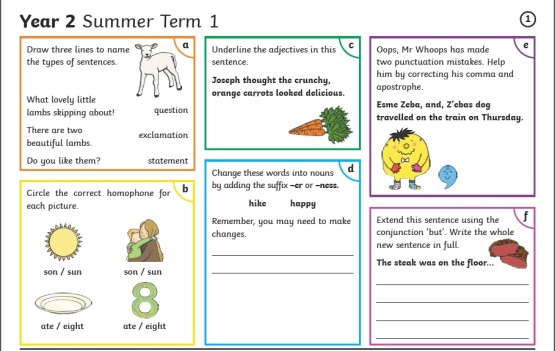 Year 2 Summer Term 1
1
a
Draw three lines to name
the types of sentences.
What lovely little
lambs skipping about!
question
There are two
beautiful lambs.
exclamation
Do you like them?
statement
b
Circle the correct homophone for
each picture.
son / sun
son / sun
ate / eight
8
ate / eight
c
Underline the adjectives in this
sentence.
Joseph thought the crunchy,
orange carrots looked delicious.
d
Change these words into nouns
by adding the suffix –er or –ness.
hike happy
Remember, you may need to make
changes.
e
Oops, Mr Whoops has made
two punctuation mistakes. Help
him by correcting his comma and
apostrophe.
Esme Zeba, and, Z'ebas dog
travelled on the train on Thursday.
f
Extend this sentence using the
conjunction 'but'. Write the whole
new sentence in full.
The steak was on the floor...